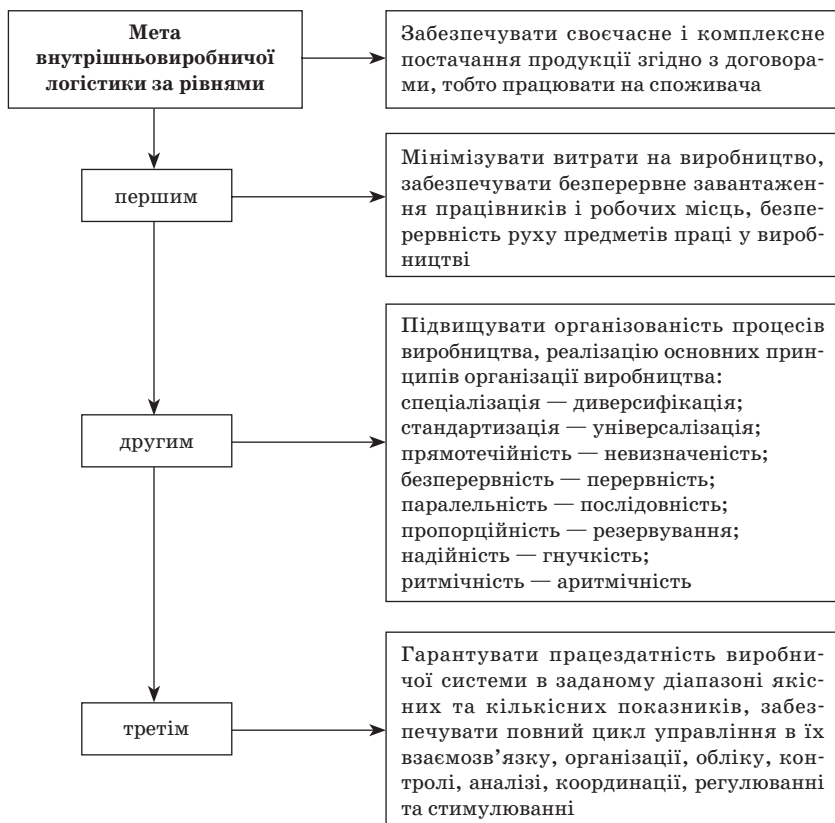 Мета
внутрішньовиробничої
логістики за рівнями
Забезпечувати своєчасне і комплексне
постачання продукції згідно з договора-
ми, тобто працювати на споживача
першим
Мінімізувати витрати на виробництво,
забезпечувати безперервне завантажен-
ня працівників і робочих місць, безпе-
рервність руху предметів праці у вироб-
ництві
другим
Підвищувати організованість процесів
виробництва, реалізацію основних прин-
ципів організації виробництва:
спеціалізація — диверсифікація;
стандартизація — універсалізація;
прямотечійність — невизначеність;
безперервність — перервність;
паралельність — послідовність;
пропорційність — резервування;
надійність — гнучкість;
ритмічність — аритмічність
третім
Гарантувати працездатність виробни-
чої системи в заданому діапазоні якіс-
них та кількісних показників, забез-
печувати повний цикл управління в їх
взаємозв’язку, організації, обліку, кон-
тролі, аналізі, координації, регулюванні
та стимулюванні